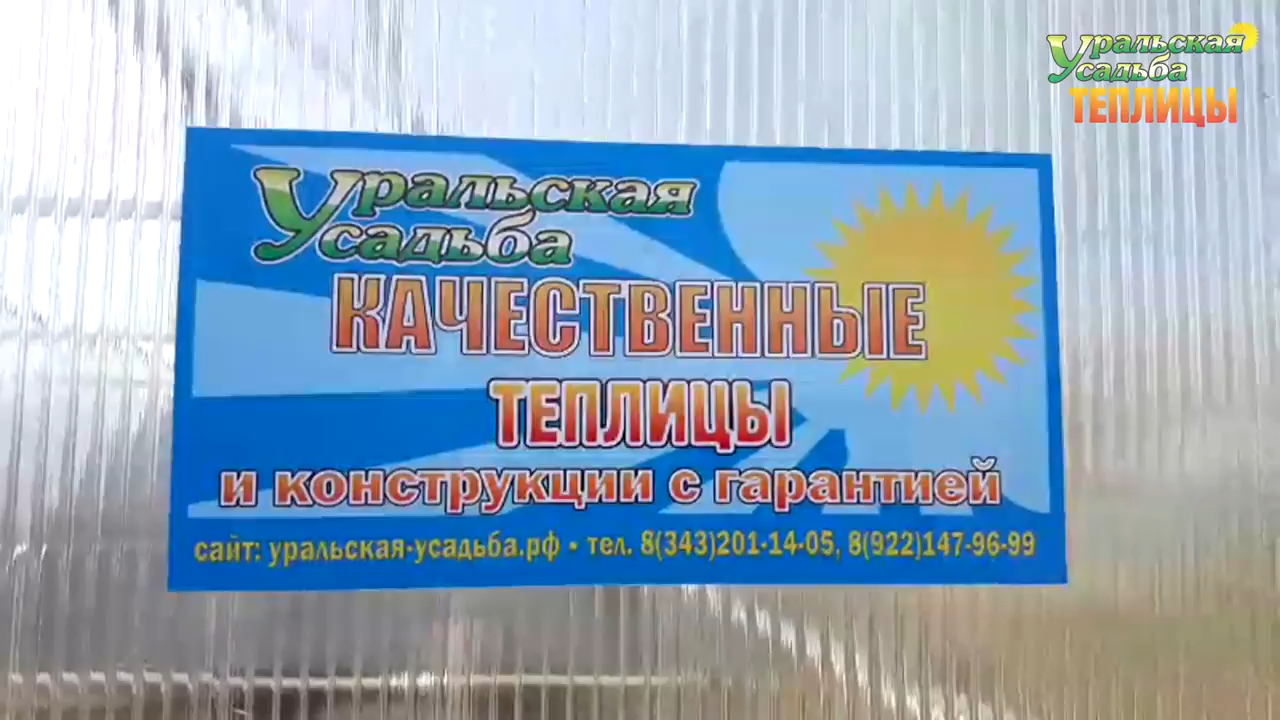 Уральская
Усадьба
ТЕПЛИЦЫ
Уральская
Усадьба
КАЧЕСТВЕННЫЕ
ТЕПЛИЦЫ
и конструкции с гарантией
сайт: уральская-усадьба.рф • тел. 8(343)201-14-05, 8(922)147-96-99